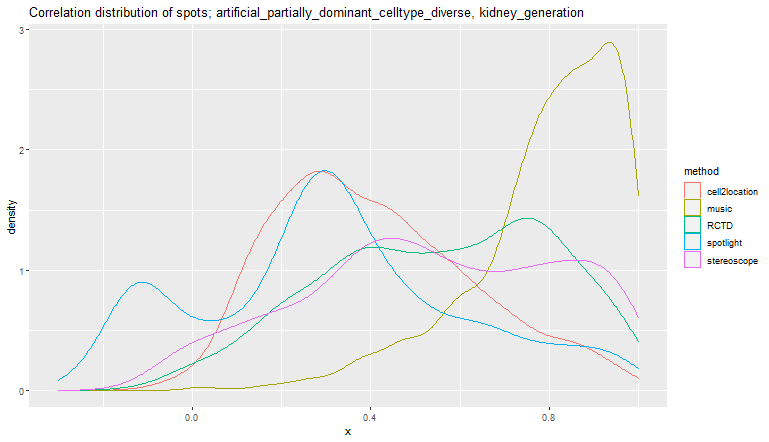 Correlation distribution of spots; artificial_partially_dominant_celltype_diverse, kidney_generation
3
2
1
0
density
0.0
0.4
0.8
x
method
cell2location
music
RCTD
spotlight
stereoscope